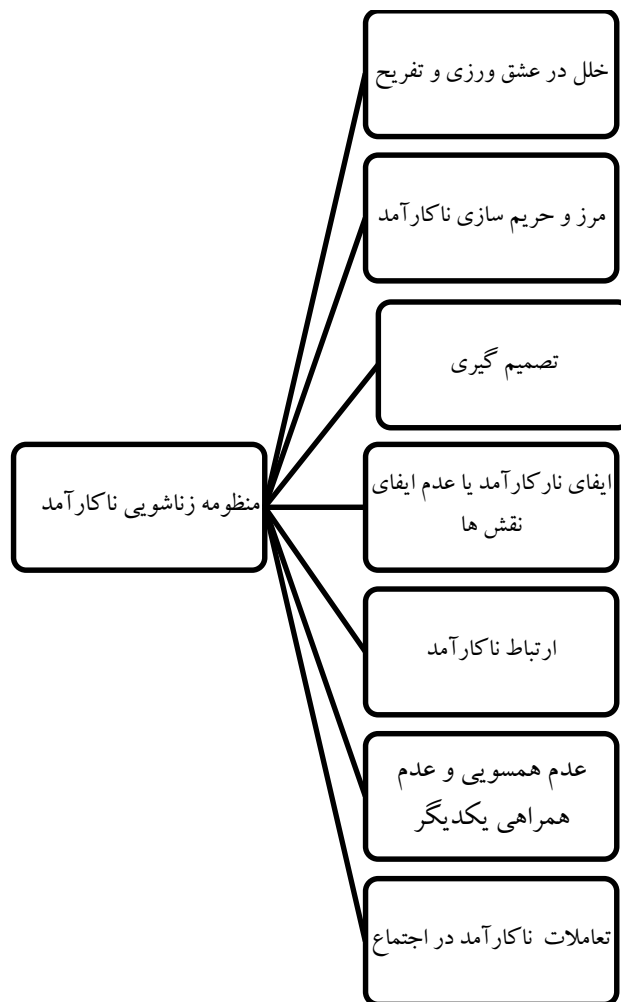 خلل در عشق ورزی و تفریح
مرز و حریم سازی ناکارآمد
تصمیم گیری
ایفای نارکارآمد یا عدم ایفای
نقش ها
منظومه زناشویی ناکارآمد
ارتباط ناکارآمد
عدم همسویی و عدم
همراهی یکدیگر
تعاملات ناکارآمد در اجتماع